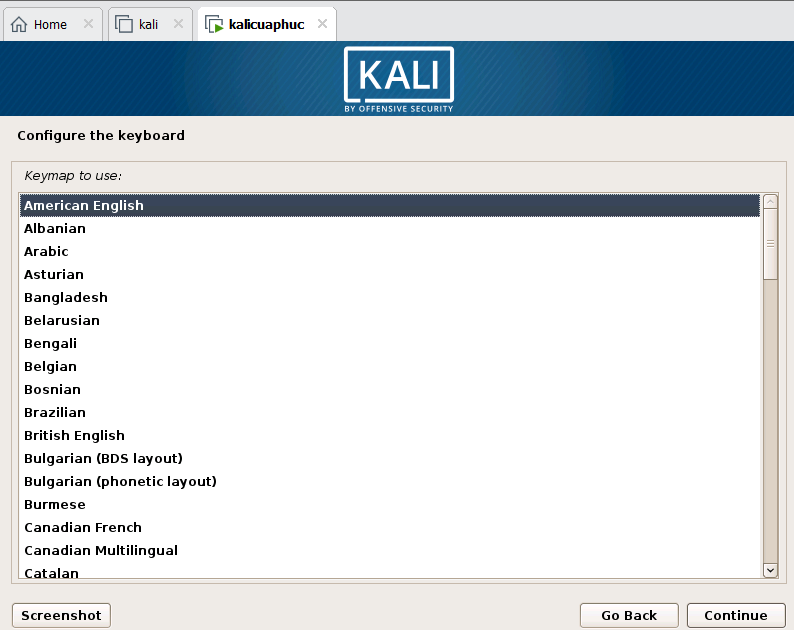 Home kali kalicuaphuc
KALI
BY OFFENSIVE SECURITY
Configure the keyboard
Keymap to use:
American English
Albanian
Arabic
Asturian
Bangladesh
Belarusian
Bengali
Belgian
Bosnian
Brazilian
British English
Bulgarian (BDS layout)
Bulgarian (phonetic layout)
Burmese
Canadian French
Canadian Multilingual
Catalan
Screenshot Go Back Continue